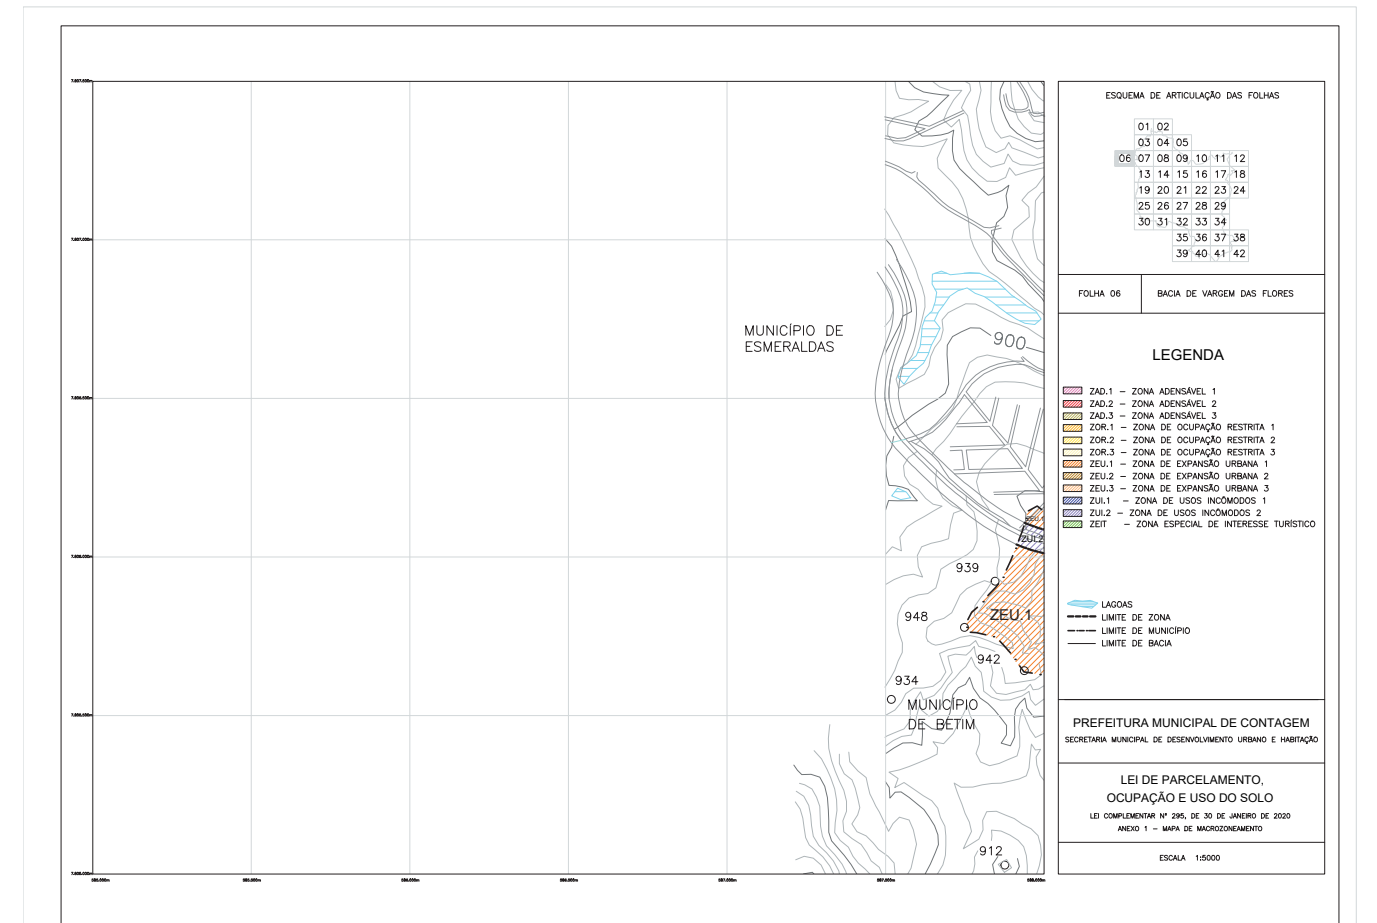 MUNICÍPIO DE
ESMERALDAS
900
ZEU.1
ZUI.2
939
ZEU.1
948
942
934
MUNICÍPIO
DE BETIM
912
ESQUEMA DE ARTICULAÇÃO DAS FOLHAS
01 02
03 04 05
06 07 08 09 10 11 12
13 14 15 16 17 18
19 20 21 22 23 24
25 26 27 28 29
30 31 32 33 34
35 36 37 38
39 40 41 42
FOLHA 06
BACIA DE VARGEM DAS FLORES
LEGENDA
ZAD.1 – ZONA ADENSÁVEL 1
ZAD.2 – ZONA ADENSÁVEL 2
ZAD.3 – ZONA ADENSÁVEL 3
ZOR.1 – ZONA DE OCUPAÇÃO RESTRITA 1
ZOR.2 – ZONA DE OCUPAÇÃO RESTRITA 2
ZOR.3 – ZONA DE OCUPAÇÃO RESTRITA 3
ZEU.1 – ZONA DE EXPANSÃO URBANA 1
ZEU.2 – ZONA DE EXPANSÃO URBANA 2
ZEU.3 – ZONA DE EXPANSÃO URBANA 3
ZUI.1 – ZONA DE USOS INCÔMODOS 1
ZUI.2 – ZONA DE USOS INCÔMODOS 2
ZEIT – ZONA ESPECIAL DE INTERESSE TURÍSTICO
LAGOAS
LIMITE DE ZONA
LIMITE DE MUNICÍPIO
LIMITE DE BACIA
PREFEITURA MUNICIPAL DE CONTAGEM
SECRETARIA MUNICIPAL DE DESENVOLVIMENTO URBANO E HABITAÇÃO
LEI DE PARCELAMENTO,
OCUPAÇÃO E USO DO SOLO
LEI COMPLEMENTAR Nº 295, DE 30 DE JANEIRO DE 2020
ANEXO 1 – MAPA DE MACROZONEAMENTO
ESCALA 1:5000